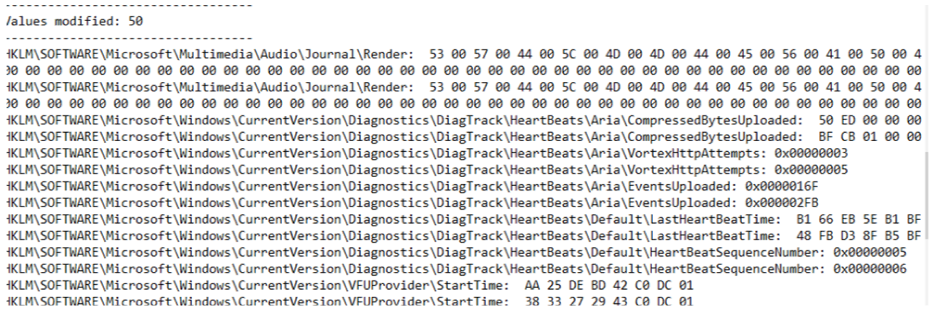 ----------------------------------
Values modified: 50
----------------------------------
HKLM\SOFTWARE\Microsoft\Multimedia\Audio\Journal\Render:  53 00 57 00 44 00 5C 00 4D 00 4D 00 44 00 45 00 56 00 41 00 50 00 4
00 00 00 00 00 00 00 00 00 00 00 00 00 00 00 00 00 00 00 00 00 00 00 00 00 00 00 00 00 00 00 00 00 00 00 00 00 00 00 00 00 00
HKLM\SOFTWARE\Microsoft\Multimedia\Audio\Journal\Render:  53 00 57 00 44 00 5C 00 4D 00 4D 00 44 00 45 00 56 00 41 00 50 00 4
00 00 00 00 00 00 00 00 00 00 00 00 00 00 00 00 00 00 00 00 00 00 00 00 00 00 00 00 00 00 00 00 00 00 00 00 00 00 00 00 00 00
HKLM\SOFTWARE\Microsoft\Windows\CurrentVersion\Diagnostics\DiagTrack\HeartBeats\Aria\CompressedBytesUploaded:  50 ED 00 00 00
HKLM\SOFTWARE\Microsoft\Windows\CurrentVersion\Diagnostics\DiagTrack\HeartBeats\Aria\CompressedBytesUploaded:  BF CB 01 00 00
HKLM\SOFTWARE\Microsoft\Windows\CurrentVersion\Diagnostics\DiagTrack\HeartBeats\Aria\VortexHttpAttempts: 0x00000003
HKLM\SOFTWARE\Microsoft\Windows\CurrentVersion\Diagnostics\DiagTrack\HeartBeats\Aria\VortexHttpAttempts: 0x00000005
HKLM\SOFTWARE\Microsoft\Windows\CurrentVersion\Diagnostics\DiagTrack\HeartBeats\Aria\EventsUploaded: 0x0000016F
HKLM\SOFTWARE\Microsoft\Windows\CurrentVersion\Diagnostics\DiagTrack\HeartBeats\Aria\EventsUploaded: 0x000002FB
HKLM\SOFTWARE\Microsoft\Windows\CurrentVersion\Diagnostics\DiagTrack\HeartBeats\Default\LastHeartBeatTime:  B1 66 EB 5E B1 BF
HKLM\SOFTWARE\Microsoft\Windows\CurrentVersion\Diagnostics\DiagTrack\HeartBeats\Default\LastHeartBeatTime:  48 FB D3 8F B5 BF
HKLM\SOFTWARE\Microsoft\Windows\CurrentVersion\Diagnostics\DiagTrack\HeartBeats\Default\HeartBeatSequenceNumber: 0x00000005
HKLM\SOFTWARE\Microsoft\Windows\CurrentVersion\Diagnostics\DiagTrack\HeartBeats\Default\HeartBeatSequenceNumber: 0x00000006
HKLM\SOFTWARE\Microsoft\Windows\CurrentVersion\VFUProvider\StartTime:  AA 25 DE BD 42 C0 DC 01
HKLM\SOFTWARE\Microsoft\Windows\CurrentVersion\VFUProvider\StartTime:  38 33 27 29 43 C0 DC 01